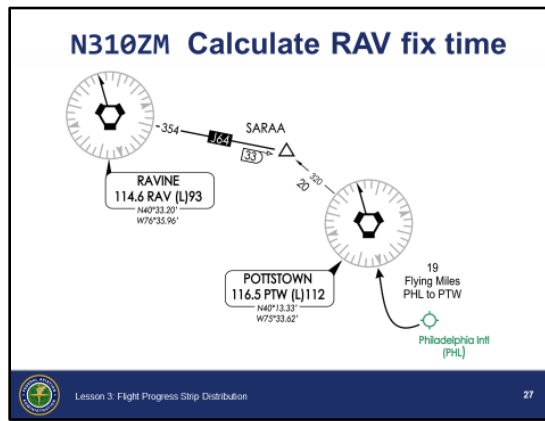 N310ZM Calculate RAV fix time
354
J64
SARAA
33
320
20
RAVINE
114.6 RAV (L)93
N40°33.20'
W76°35.96'
POTTSTOWN
116.5 PTW (L)112
N40°13.33'
W75°33.62'
19
Flying Miles
PHL to PTW
Philadelphia Intl
(PHL)
Lesson 3: Flight Progress Strip Distribution
27